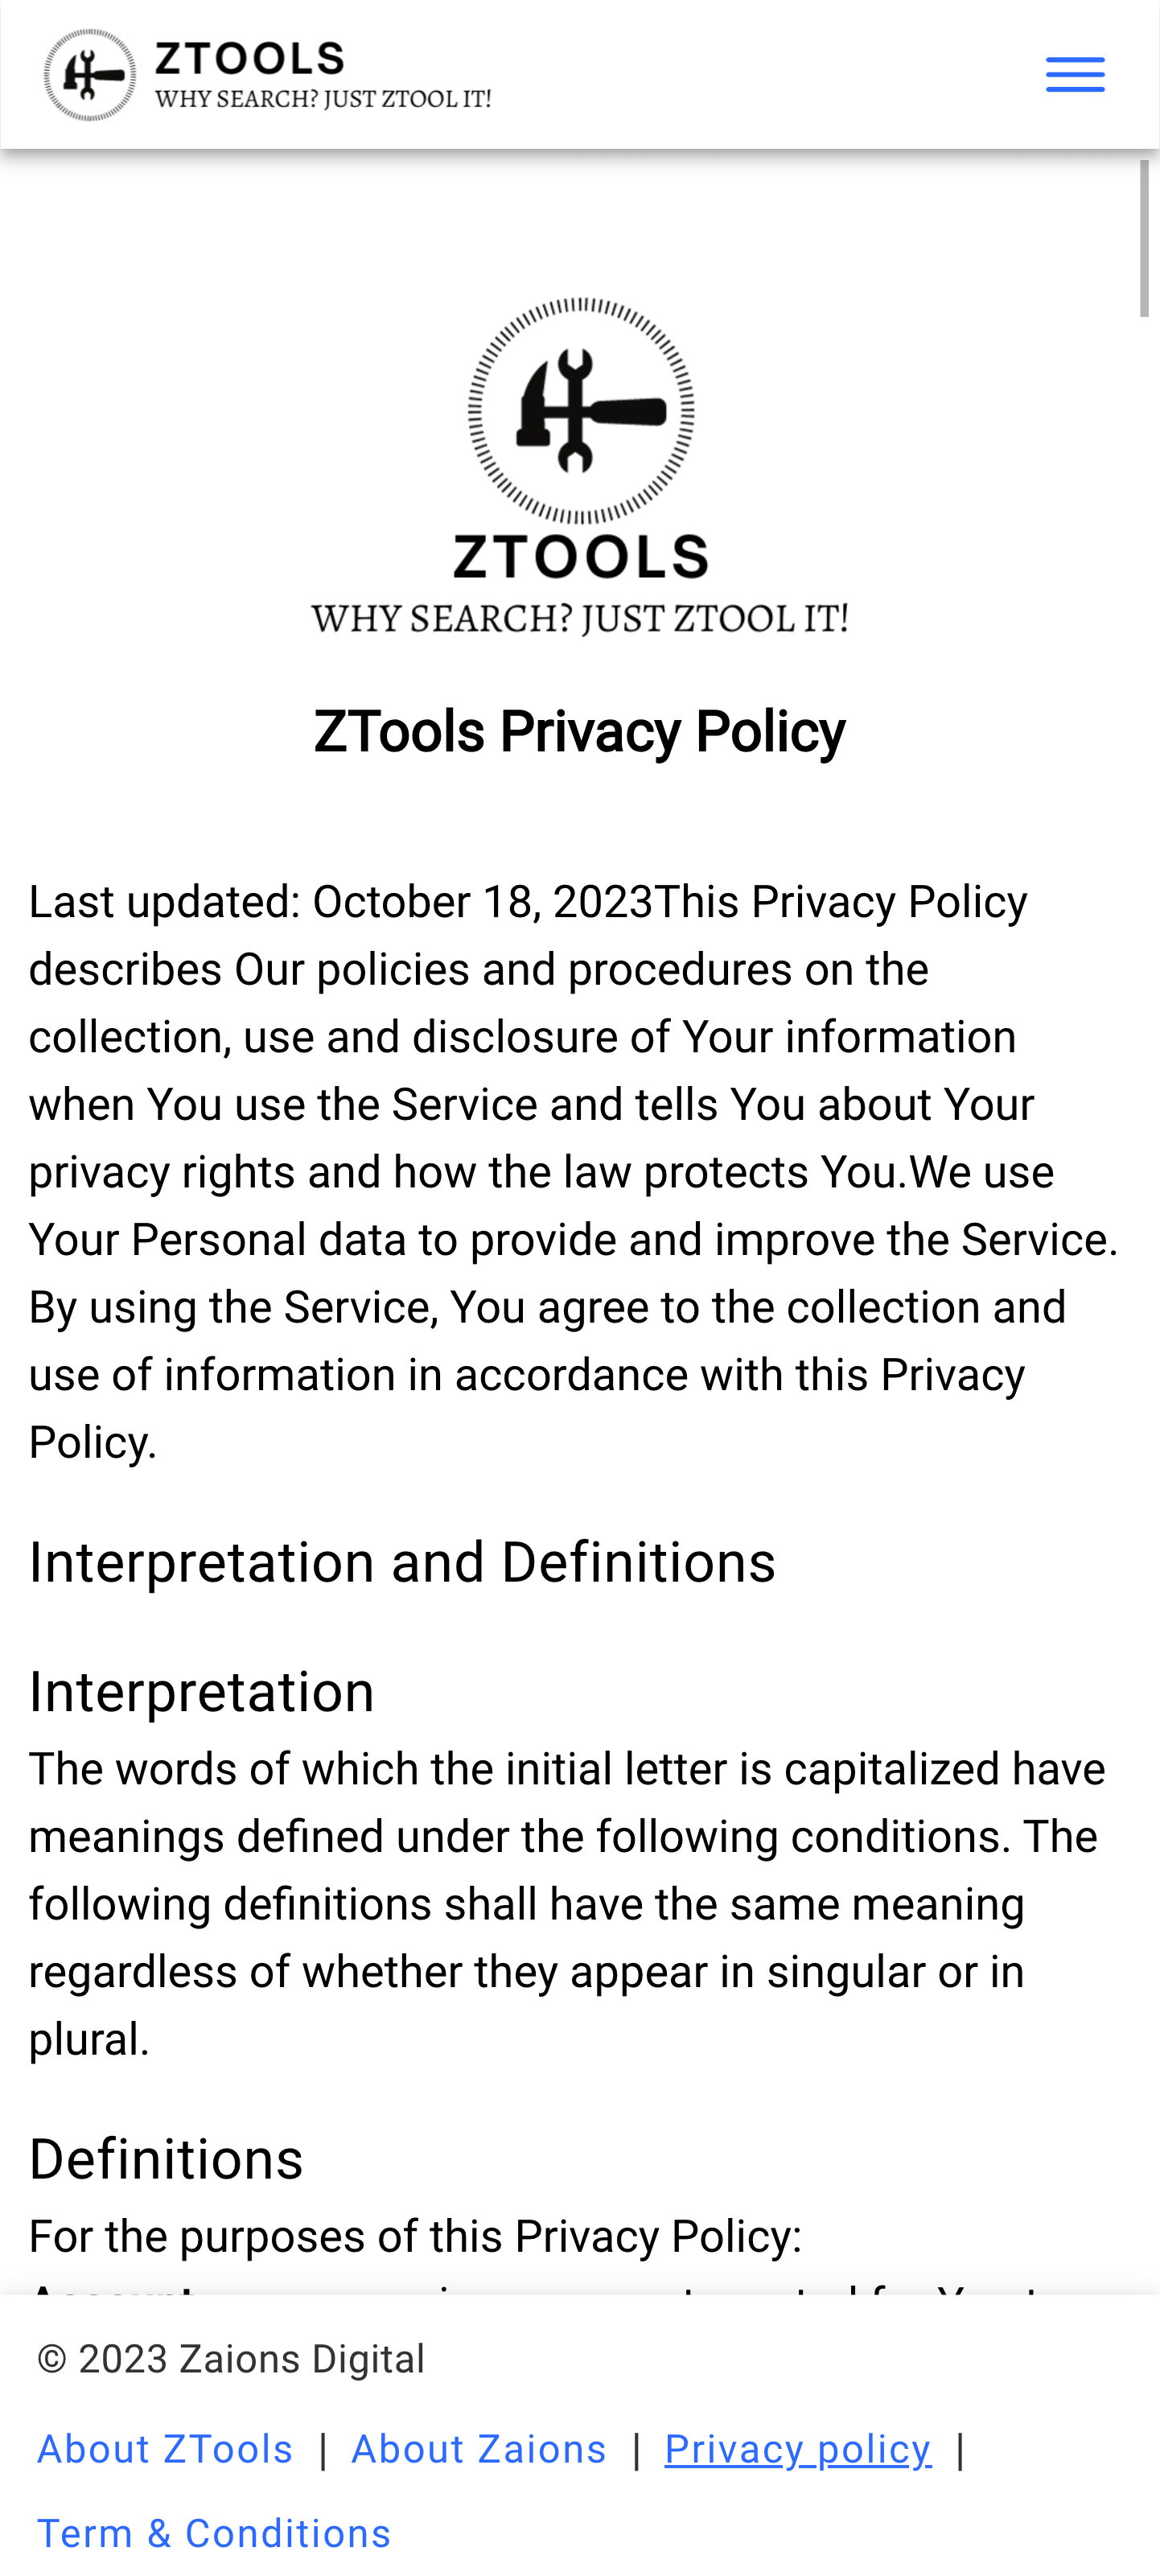 ZTOOLS
WHY SEARCH? JUST ZTOOL IT!
ZTOOLS
WHY SEARCH? JUST ZTOOL IT!
ZTools Privacy Policy
Last updated: October 18, 2023This Privacy Policy
describes Our policies and procedures on the
collection, use and disclosure of Your information
when You use the Service and tells You about Your
privacy rights and how the law protects You.We use
Your Personal data to provide and improve the Service.
By using the Service, You agree to the collection and
use of information in accordance with this Privacy
Policy.
Interpretation and Definitions
Interpretation
The words of which the initial letter is capitalized have
meanings defined under the following conditions. The
following definitions shall have the same meaning
regardless of whether they appear in singular or in
plural.
Definitions
For the purposes of this Privacy Policy:
© 2023 Zaions Digital
About ZTools | About Zaions | Privacy policy |
Term & Conditions